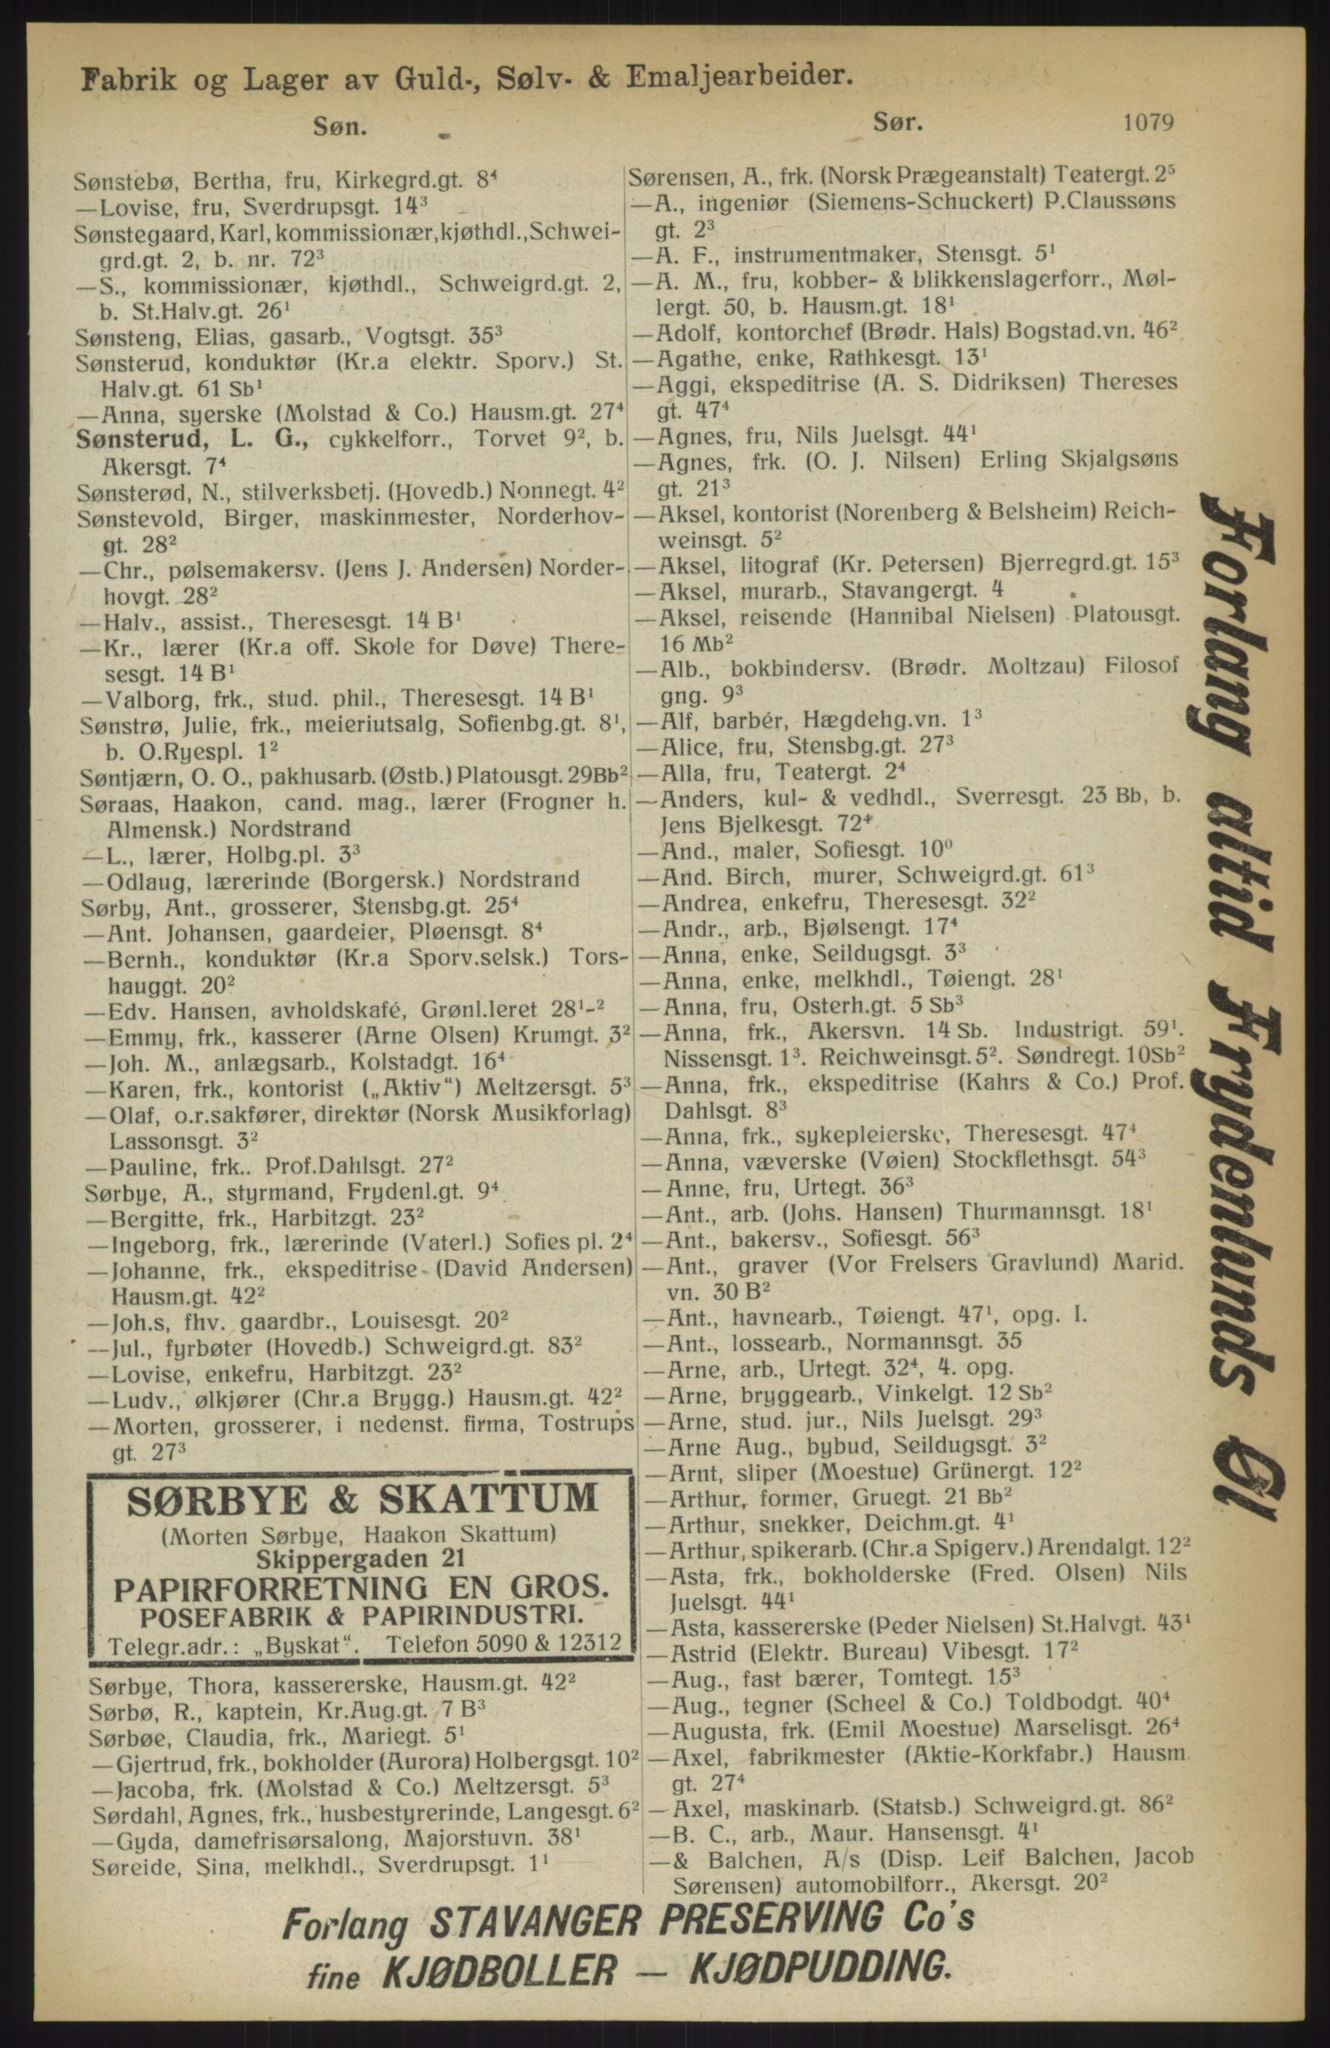 Fabrik og Lager av Guld-, Sølv- & Emaljearbeider.
Søn.
Sør.
1079
Sønstebø, Bertha, fru, Kirkegrd.gt. 8⁴
—Lovise, fru, Sverdrupsgt. 14³
Sønstegaard, Karl, kommissionær, kjøthdl., Schwei-
grd.gt. 2, b. nr. 72³
—S., kommissionær, kjøthdl., Schweigrd.gt. 2,
b. St.Halv.gt. 26¹
Sønsteng, Elias, gasarb., Vogtsgt. 35³
Sønsterud, konduktør (Kr.a elektr. Sporv.) St.
Halv.gt. 61 Sb¹
—Anna, syerske (Molstad & Co.) Hausm.gt. 27⁴
Sønsterud, L. G., cykkelforr., Torvet 9², b.
Akersgt. 7⁴
Sønsterød, N., stilverksbetj. (Hovedb.) Nonnegt. 4²
Sønstevold, Birger, maskinmester, Norderhov-
gt. 28²
—Chr., pølsemakersv. (Jens J. Andersen) Norder-
hovgt. 28²
—Halv., assist., Theresesgt. 14 B¹
—Kr., lærer (Kr.a off. Skole for Døve) There-
sesgt. 14 B¹
—Valborg, frk., stud. phil., Theresesgt. 14 B¹
Sønstrø, Julie, frk., meieriutsalg, Sofienbg.gt. 8¹,
b. O.Ryespl. 1²
Søntjærn, O. O., pakhusarb. (Østb.) Platousgt. 29Bb²
Søraas, Haakon, cand. mag., lærer (Frogner h.
Almensk.) Nordstrand
—L., lærer, Holbg.pl. 3³
—Odlaug, lærerinde (Borgersk.) Nordstrand
Sørby, Ant., grosserer, Stensbg.gt. 25⁴
—Ant. Johansen, gaardeier, Pløensgt. 8⁴
—Bernh., konduktør (Kr.a Sporv.selsk.) Tors-
hauggt. 20²
—Edv. Hansen, avholdskafé, Grønl.leret 28¹-²
—Emmy, frk., kasserer (Arne Olsen) Krumgt. 3²
—Joh. M., anlægsarb., Kolstadgt. 16⁴
—Karen, frk., kontorist („Aktiv“) Meltzersgt. 5³
—Olaf, o.r.sakfører, direktør (Norsk Musikforlag)
Lassonsgt. 3²
—Pauline, frk.. Prof.Dahlsgt. 27²
Sørbye, A., styrmand, Frydenl.gt. 9⁴
—Bergitte, frk., Harbitzgt. 23²
—Ingeborg, frk., lærerinde (Vaterl.) Sofies pl. 2⁴
—Johanne, frk., ekspeditrise (David Andersen)
Hausm.gt. 42²
—Joh.s, fhv. gaardbr., Louisesgt. 20²
—Jul., fyrbøter (Hovedb.) Schweigrd.gt. 83²
—Lovise, enkefru, Harbitzgt. 23²
—Ludv., ølkjører (Chr.a Brygg.) Hausm.gt. 42²
—Morten, grosserer, i nedenst. firma, Tostrups
gt. 27³
SØRBYE & SKATTUM
(Morten Sørbye, Haakon Skattum)
Skippergaden 21
PAPIRFORRETNING EN GROS.
POSEFABRIK & PAPIRINDUSTRI.
Telegr.adr.: „Byskat“. Telefon 5090 & 12312
Sørbye, Thora, kassererske, Hausm.gt. 42²
Sørbø, R., kaptein, Kr.Aug.gt. 7 B³
Sørbøe, Claudia, frk., Mariegt. 5¹
—Gjertrud, frk., bokholder (Aurora) Holbergsgt. 10²
—Jacoba, frk. (Molstad & Co.) Meltzersgt. 5³
Sørdahl, Agnes, frk., husbestyrerinde, Langesgt. 6²
—Gyda, damefrisørsalong, Majorstuvn. 38¹
Søreide, Sina, melkhdl., Sverdrupsgt. 1¹
Sørensen, A., frk. (Norsk Prægeanstalt) Teatergt. 2⁵
—A., ingeniør (Siemens-Schuckert) P.Claussøns
gt. 2³
—A. F., instrumentmaker, Stensgt. 5¹
—A. M., fru, kobber- & blikkenslagerforr., Møl-
lergt. 50, b. Hausm.gt. 18¹
—Adolf, kontorchef (Brødr. Hals) Bogstad.vn. 46²
—Agathe, enke, Rathkesgt. 13¹
—Aggi, ekspeditrise (A. S. Didriksen) Thereses
gt. 47⁴
—Agnes, fru, Nils Juelsgt. 44¹
—Agnes, frk. (O. J. Nilsen) Erling Skjalgsøns
gt. 21³
—Aksel, kontorist (Norenberg & Belsheim) Reich-
weinsgt. 5²
—Aksel, litograf (Kr. Petersen) Bjerregrd.gt. 15³
—Aksel, murarb., Stavangergt. 4
—Aksel, reisende (Hannibal Nielsen) Platousgt.
16 Mb²
—Alb., bokbindersv. (Brødr. Moltzau) Filosof
gng. 9³
—Alf, barbér, Hægdehg.vn. 1³
—Alice, fru, Stensbg.gt. 27³
—Alla, fru, Teatergt. 2⁴
—Anders, kul- & vedhdl., Sverresgt. 23 Bb, b.
Jens Bjelkesgt. 72⁴
—And., maler, Sofiesgt. 10⁰
—And. Birch, murer, Schweigrd.gt. 61³
—Andrea, enkefru, Theresesgt. 32²
—Andr., arb., Bjølsengt. 17⁴
—Anna, enke, Seildugsgt. 3³
—Anna, enke, melkhdl., Tøiengt. 28¹
—Anna, fru, Osterh.gt. 5 Sb³
—Anna, frk., Akersvn. 14 Sb. Industrigt. 59¹.
Nissensgt. 1³. Reichweinsgt. 5². Søndregt. 10Sb²
—Anna, frk., ekspeditrise (Kahrs & Co.) Prof.
Dahlsgt. 8³
—Anna, frk., sykepleierske, Theresesgt. 47⁴
—Anna, væverske (Vøien) Stockflethsgt. 54³
—Anne, fru, Urtegt. 36³
—Ant., arb. (Johs. Hansen) Thurmannsgt. 18¹
—Ant., bakersv., Sofiesgt. 56³
—Ant., graver (Vor Frelsers Gravlund) Marid.
vn. 30 B²
—Ant., havnearb., Tøiengt. 47¹, opg. I.
—Ant., lossearb., Normannsgt. 35
—Arne, arb., Urtegt. 32⁴, 4. opg.
—Arne, bryggearb., Vinkelgt. 12 Sb²
—Arne, stud. jur., Nils Juelsgt. 29³
—Arne Aug., bybud, Seildugsgt. 3²
—Arnt, sliper (Moestue) Grünergt. 12²
—Arthur, former, Gruegt. 21 Bb²
—Arthur, snekker, Deichm.gt. 4¹
—Arthur, spikerarb. (Chr.a Spigerv.) Arendalgt. 12²
—Asta, frk., bokholderske (Fred. Olsen) Nils
Juelsgt. 44¹
—Asta, kassererske (Peder Nielsen) St.Halvgt. 43¹
—Astrid (Elektr. Bureau) Vibesgt. 17²
—Aug., fast bærer, Tomtegt. 15³
—Aug., tegner (Scheel & Co.) Toldbodgt. 40⁴
—Augusta, frk. (Emil Moestue) Marselisgt. 26⁴
—Axel, fabrikmester (Aktie-Korkfabr.) Hausm
gt. 27⁴
—Axel, maskinarb. (Statsb.) Schweigrd.gt. 86²
—B. C., arb., Maur. Hansensgt. 4¹
—& Balchen, A/s (Disp. Leif Balchen, Jacob
Sørensen) automobilforr., Akersgt. 20²
Forlang altid Frydenlunds Øl
Forlang STAVANGER PRESERVING Co's
fine KJØDBOLLER — KJØDPUDDING.